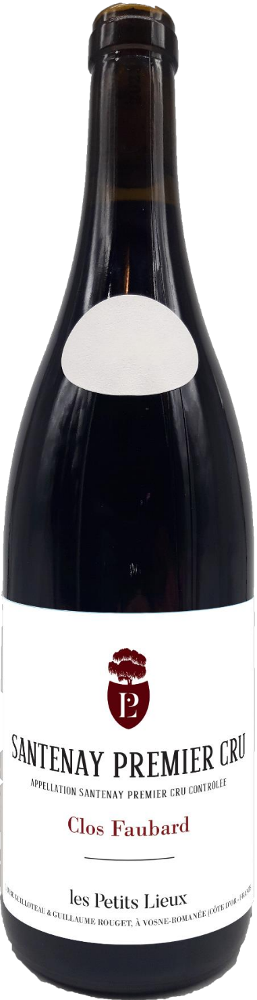 PL
SANTENAY PREMIER CRU
APPELLATION SANTENAY PREMIER CRU CONTRÔLÉE
Clos Faubard
les Petits Lieux
GUILLOTEAU & GUILLAUME ROUGET, À VOSNE-ROMANÉE (CÔTE D'OR - FRANCE